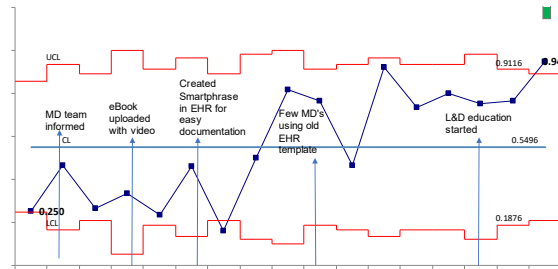 UCL
0.9116
0.9
Created
Smartphrase
in EHR for
easy
documentation
eBook
uploaded
with video
MD team
informed
Few MD's
using old
EHR
template
L&D education
started
CL
0.5496
0.250
LCL
0.1876